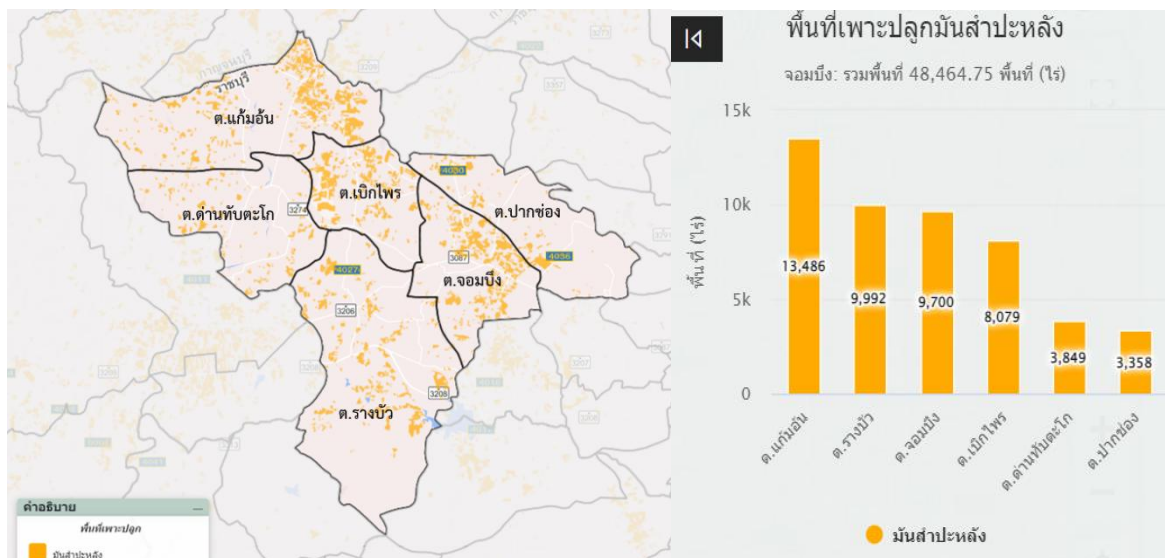 กาญจนบุรี
ราชบุรี
ต.แก้มอ้น
ต.เบิกไพร
4030
ต.ปากช่อง
ต.ด่านทับตะโก
3274
3087
4036
4027
ต.จอมบึง
3206
3208
ต.รางบัว
คำอธิบาย
พื้นที่เพาะปลูก
มันสำปะหลัง
พื้นที่เพาะปลูกมันสำปะหลัง
จอมบึง: รวมพื้นที่ 48,464.75 พื้นที่ (ไร่)
พื้นที่ (ไร่)
15k
10k
5k
0
13,486
9,992
9,700
8,079
3,849
3,358
ต.แก้มอ้น
ต.รางบัว
ต.จอมบึง
ต.เบิกไพร
ต.ด่านทับตะโก
ต.ปากช่อง
มันสำปะหลัง